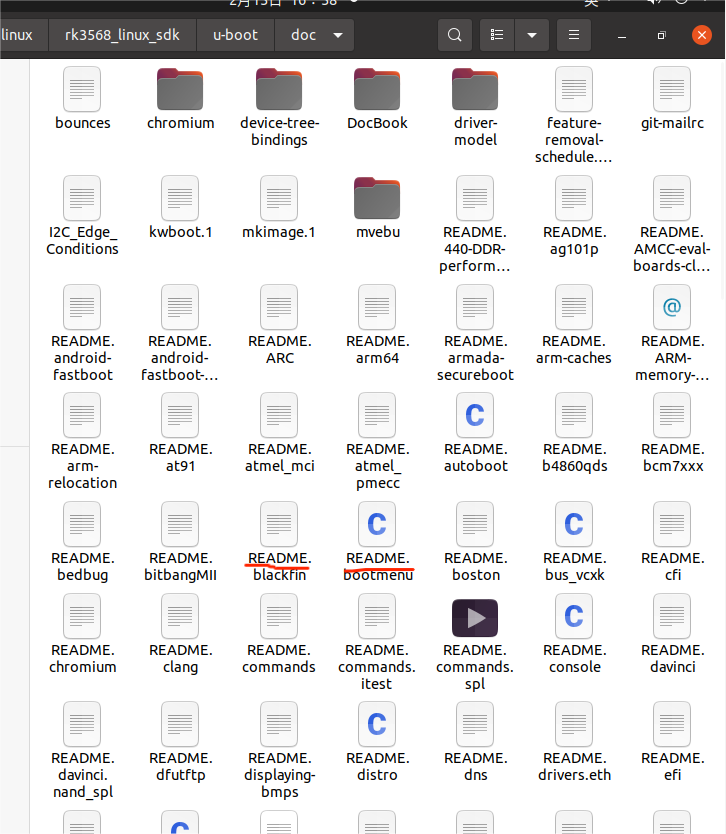 2月15日 16:38
英
linux
rk3568_linux_sdk
u-boot
doc
bounces
chromium
device-tree-
bindings
DocBook
driver-
model
feature-
removal-
schedule.…
git-mailrc
I2C_Edge_
Conditions
kwboot.1
mkimage.1
mvebu
README.
440-DDR-
perform…
README.
ag101p
README.
AMCC-eval-
boards-cl…
README.
android-
fastboot
README.
android-
fastboot-…
README.
ARC
README.
arm64
README.
armada-
secureboot
README.
arm-caches
README.
ARM-
memory-…
README.
arm-
relocation
README.
at91
README.
atmel_mci
README.
atmel_
pmecc
README.
autoboot
README.
b4860qds
README.
bcm7xxx
README.
bedbug
README.
bitbangMII
README.
blackfin
README.
bootmenu
README.
boston
README.
bus_vcxk
README.
cfi
README.
chromium
README.
clang
README.
commands
README.
commands.
itest
README.
commands.
spl
README.
console
README.
davinci
README.
davinci.
nand_spl
README.
dfutftp
README.
displaying-
bmps
README.
distro
README.
dns
README.
drivers.eth
README.
efi